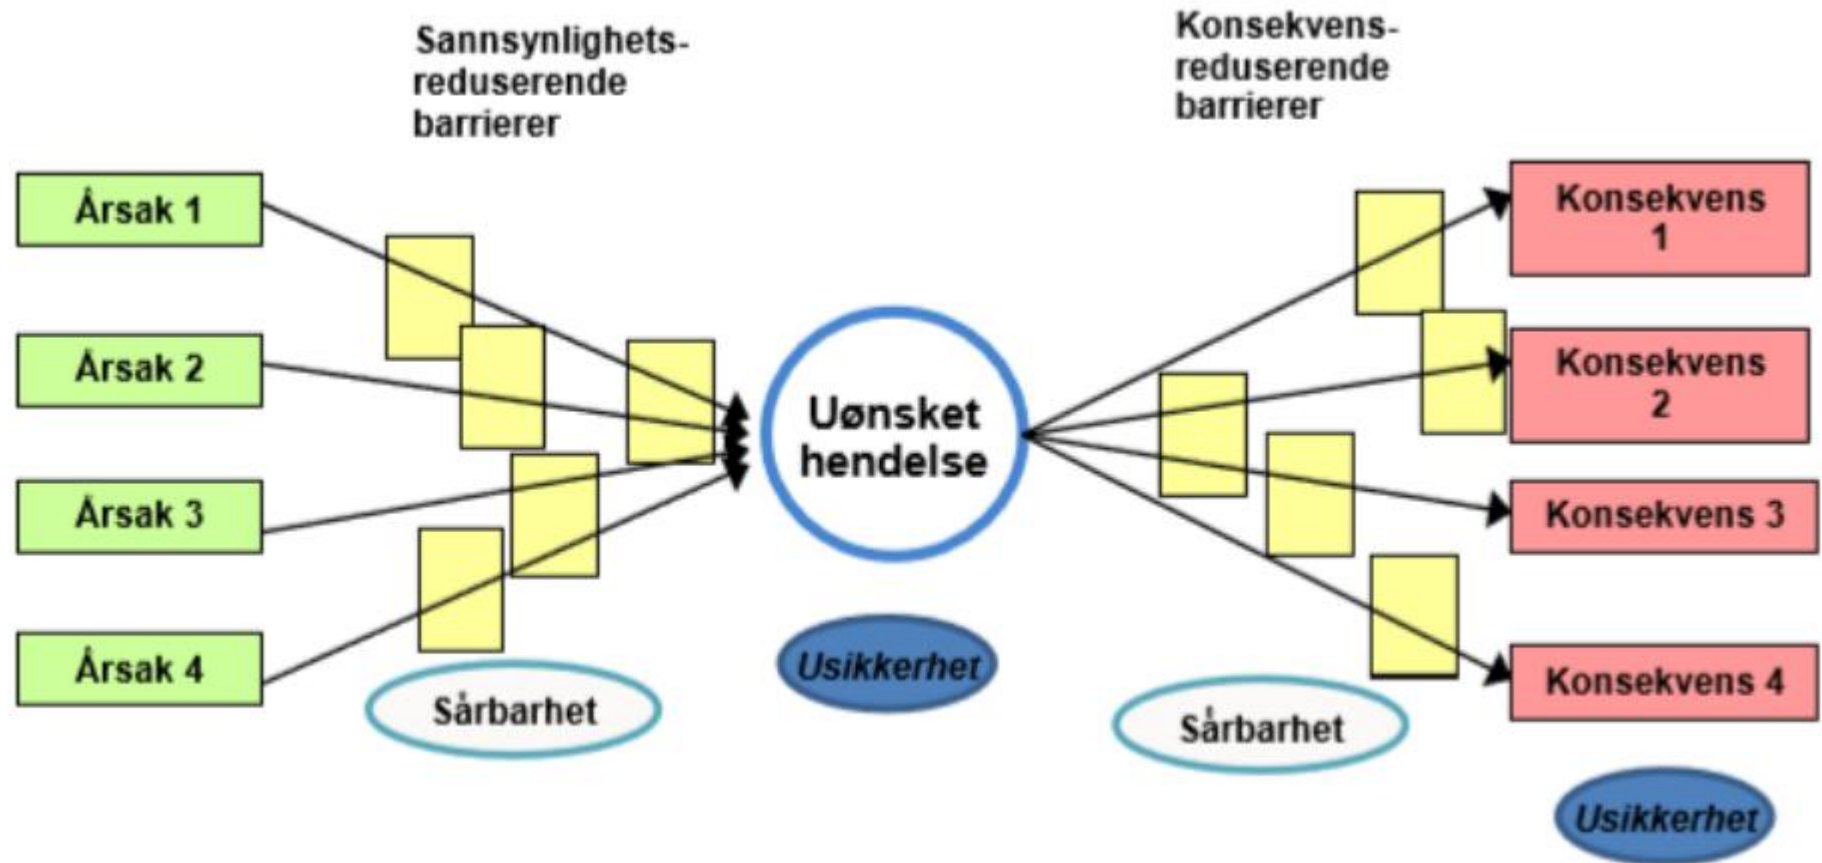 Sannsynlighets-
reduserende
barrierer
Konsekvens-
reduserende
barrierer
Årsak 1
Årsak 2
Årsak 3
Årsak 4
Uønsket
hendelse
Konsekvens
1
Konsekvens
2
Konsekvens 3
Konsekvens 4
Sårbarhet
Usikkerhet
Sårbarhet
Usikkerhet